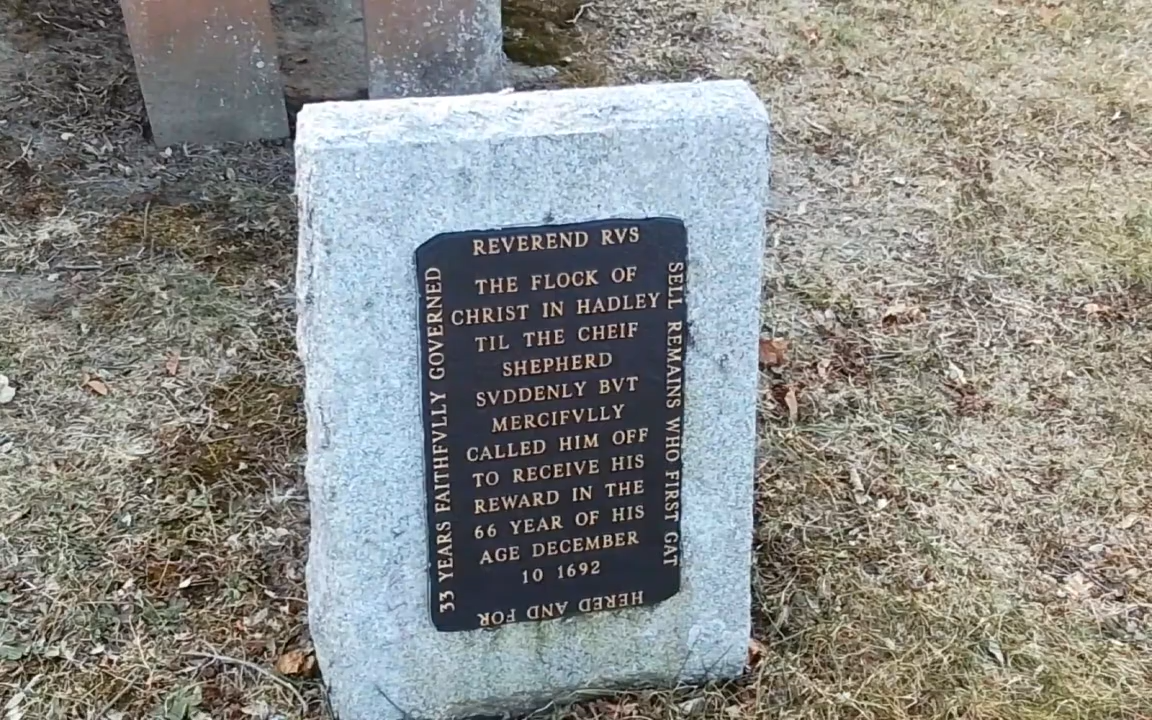 REVEREND RVS
SELL REMAINS WHO FIRST GAT
HERED AND FOR
33 YEARS FAITHFVLLY GOVERNED
THE FLOCK OF
CHRIST IN HADLEY
TIL THE CHEIF
SHEPHERD
SVDDENLY BVT
MERCIFVLLY
CALLED HIM OFF
TO RECEIVE HIS
REWARD IN THE
66 YEAR OF HIS
AGE DECEMBER
10 1692